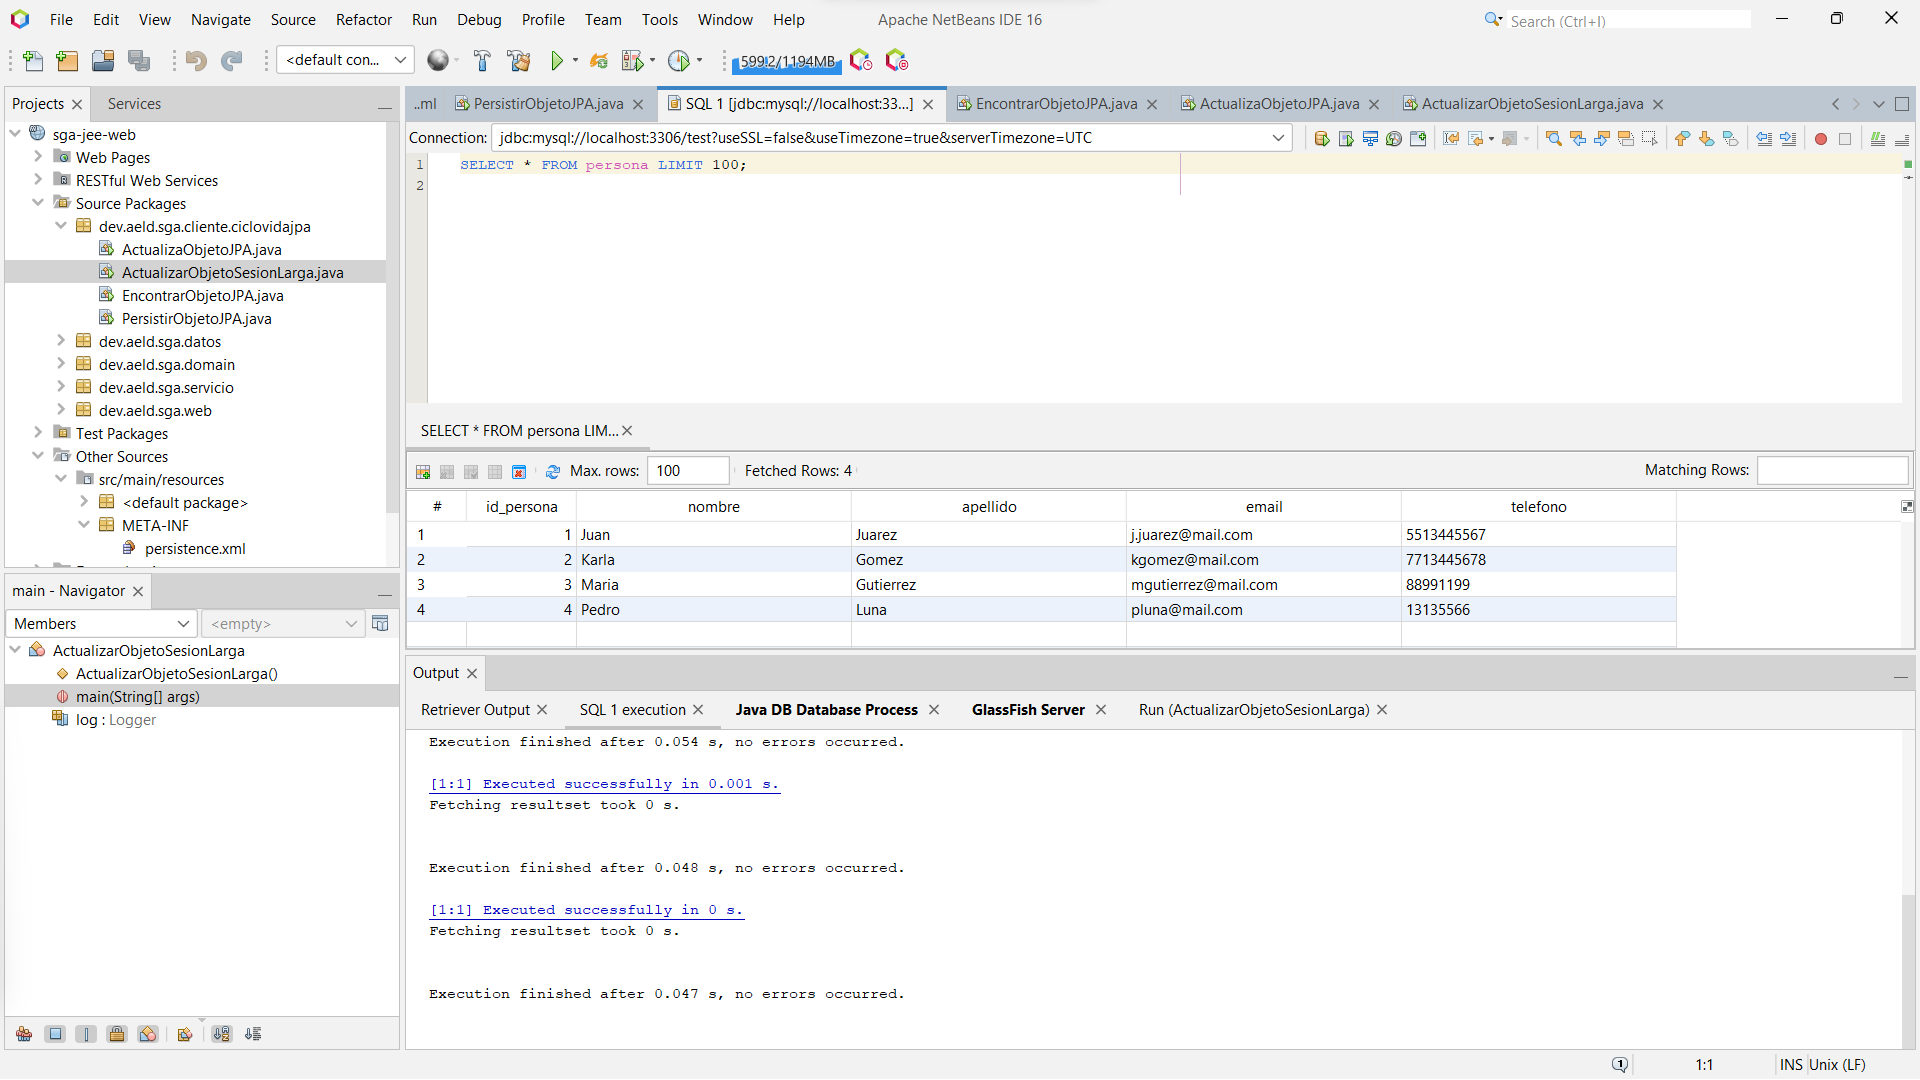 File Edit View Navigate Source Refactor Run Debug Profile Team Tools Window Help Apache NetBeans IDE 16 Search (Ctrl+I)
<default con... 599.2/1194MB
Projects Services
sga-jee-web
Web Pages
RESTful Web Services
Source Packages
dev.aeld.sga.cliente.ciclovidajpa
ActualizaObjetoJPA.java
ActualizarObjetoSesionLarga.java
EncontrarObjetoJPA.java
PersistirObjetoJPA.java
dev.aeld.sga.datos
dev.aeld.sga.domain
dev.aeld.sga.servicio
dev.aeld.sga.web
Test Packages
Other Sources
src/main/resources
<default package>
META-INF
persistence.xml
main - Navigator
Members <empty>
ActualizarObjetoSesionLarga
ActualizarObjetoSesionLarga()
main(String[] args)
log : Logger
..ml PersistirObjetoJPA.java SQL 1 [jdbc:mysql://localhost:33...] EncontrarObjetoJPA.java ActualizaObjetoJPA.java ActualizarObjetoSesionLarga.java
Connection: jdbc:mysql://localhost:3306/test?useSSL=false&useTimezone=true&serverTimezone=UTC
1 SELECT * FROM persona LIMIT 100;
2
SELECT * FROM persona LIM...
Max. rows: 100 Fetched Rows: 4 Matching Rows:
# id_persona nombre apellido email telefono
1 1 Juan Juarez j.juarez@mail.com 5513445567
2 2 Karla Gomez kgomez@mail.com 7713445678
3 3 Maria Gutierrez mgutierrez@mail.com 88991199
4 4 Pedro Luna pluna@mail.com 13135566
Output
Retriever Output SQL 1 execution Java DB Database Process GlassFish Server Run (ActualizarObjetoSesionLarga)
Execution finished after 0.054 s, no errors occurred.
[1:1] Executed successfully in 0.001 s.
Fetching resultset took 0 s.
Execution finished after 0.048 s, no errors occurred.
[1:1] Executed successfully in 0 s.
Fetching resultset took 0 s.
Execution finished after 0.047 s, no errors occurred.
1 1:1 INS Unix (LF)